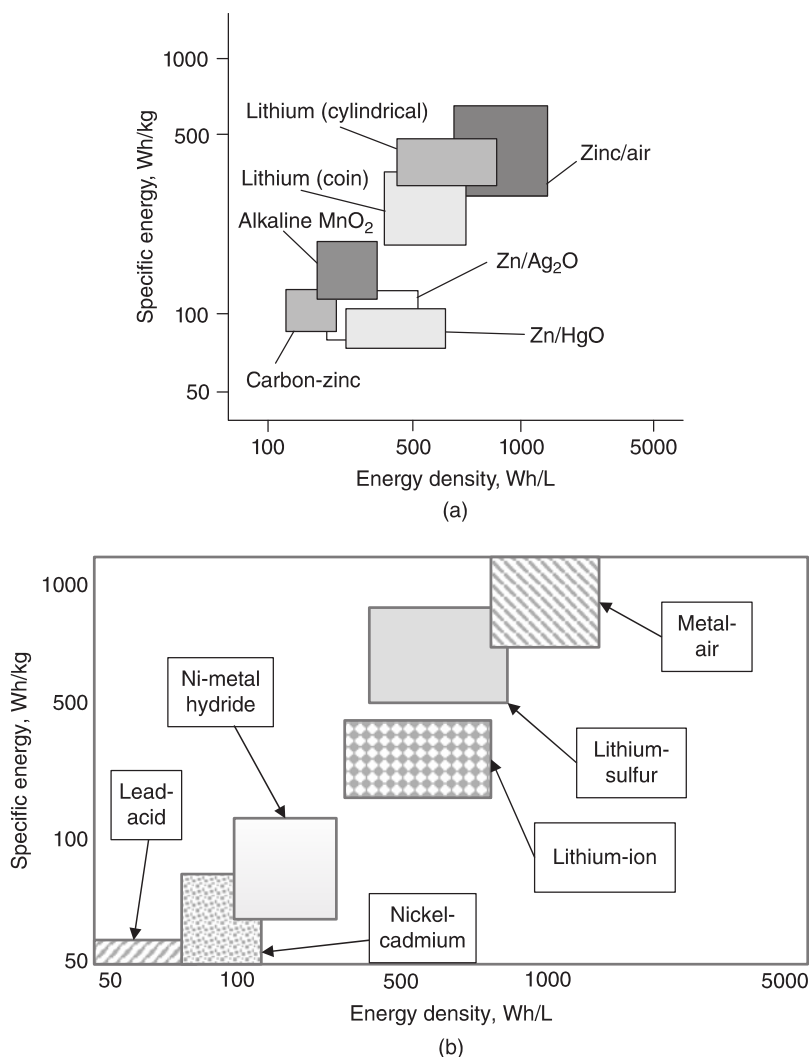 1000
Lithium (cylindrical)
500
Zinc/air
Lithium (coin)
Alkaline MnO₂
Zn/Ag₂O
100
Zn/HgO
Carbon-zinc
50
Specific energy, Wh/kg
100
500
1000
5000
Energy density, Wh/L
(a)
1000
Metal-
air
Ni-metal
hydride
500
Lithium-
sulfur
Lead-
acid
100
Lithium-ion
Nickel-
cadmium
50
Specific energy, Wh/kg
50
100
500
1000
5000
Energy density, Wh/L
(b)